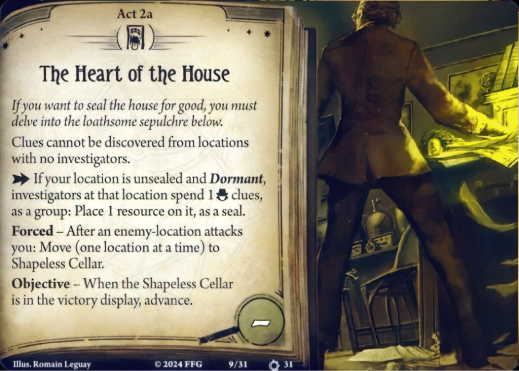 Act 2a
The Heart of the House
If you want to seal the house for good, you must
delve into the loathsome sepulchre below.
Clues cannot be discovered from locations
with no investigators.
If your location is unsealed and Dormant,
investigators at that location spend 1 clues,
as a group: Place 1 resource on it, as a seal.
Forced – After an enemy-location attacks
you: Move (one location at a time) to
Shapeless Cellar.
Objective – When the Shapeless Cellar
is in the victory display, advance.
–
Illus. Romain Leguay © 2024 FFG 9/31 31